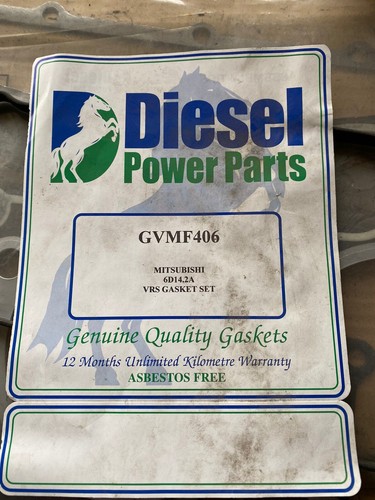 Diesel
Power Parts
GVMF406
MITSUBISHI
6D14,2A
VRS GASKET SET
Genuine Quality Gaskets
12 Months Unlimited Kilometre Warranty
ASBESTOS FREE